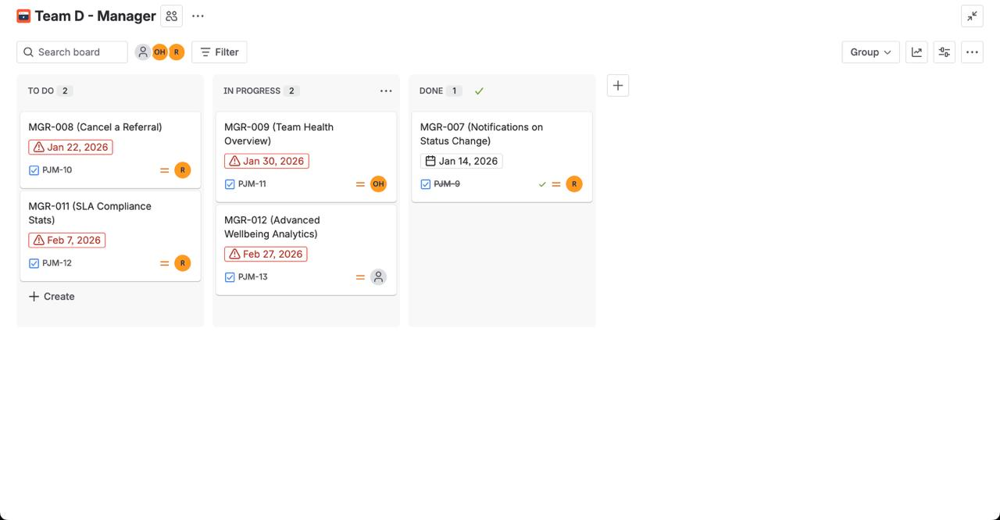 Team D - Manager
Search board
OH
R
Filter
Group
TO DO 2
MGR-008 (Cancel a Referral)
Jan 22, 2026
PJM-10
R
MGR-011 (SLA Compliance
Stats)
Feb 7, 2026
PJM-12
R
Create
IN PROGRESS 2
MGR-009 (Team Health
Overview)
Jan 30, 2026
PJM-11
OH
MGR-012 (Advanced
Wellbeing Analytics)
Feb 27, 2026
PJM-13
DONE 1
MGR-007 (Notifications on
Status Change)
Jan 14, 2026
PJM-9
R